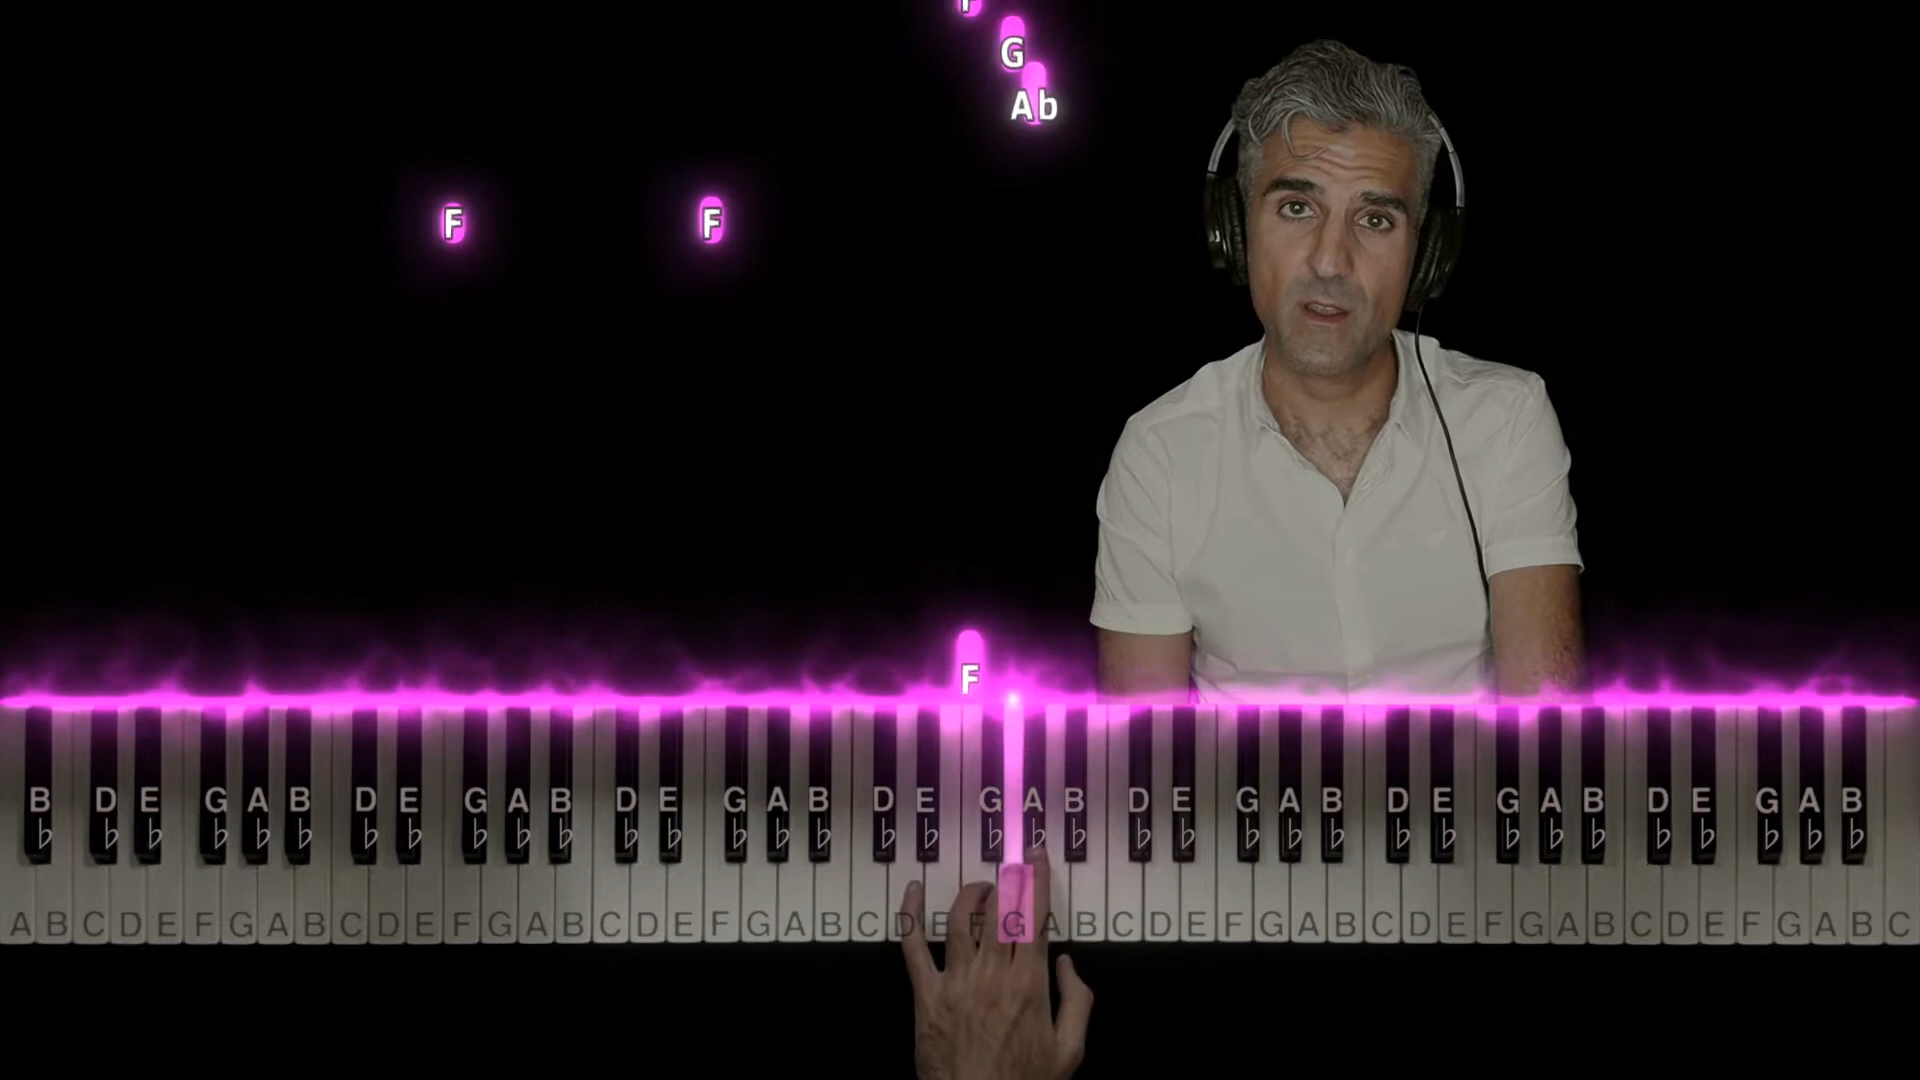 F
G
Ab
F F
F
B D E G A B D E G A B D E G A B D E G A B D E G A B D E G A B D E G A B
♭ ♭ ♭ ♭ ♭ ♭ ♭ ♭ ♭ ♭ ♭ ♭ ♭ ♭ ♭ ♭ ♭ ♭ ♭ ♭ ♭ ♭ ♭ ♭ ♭ ♭ ♭ ♭ ♭ ♭ ♭ ♭ ♭ ♭ ♭ ♭
A B C D E F G A B C D E F G A B C D E F G A B C D E F G A B C D E F G A B C D E F G A B C D E F G A B C